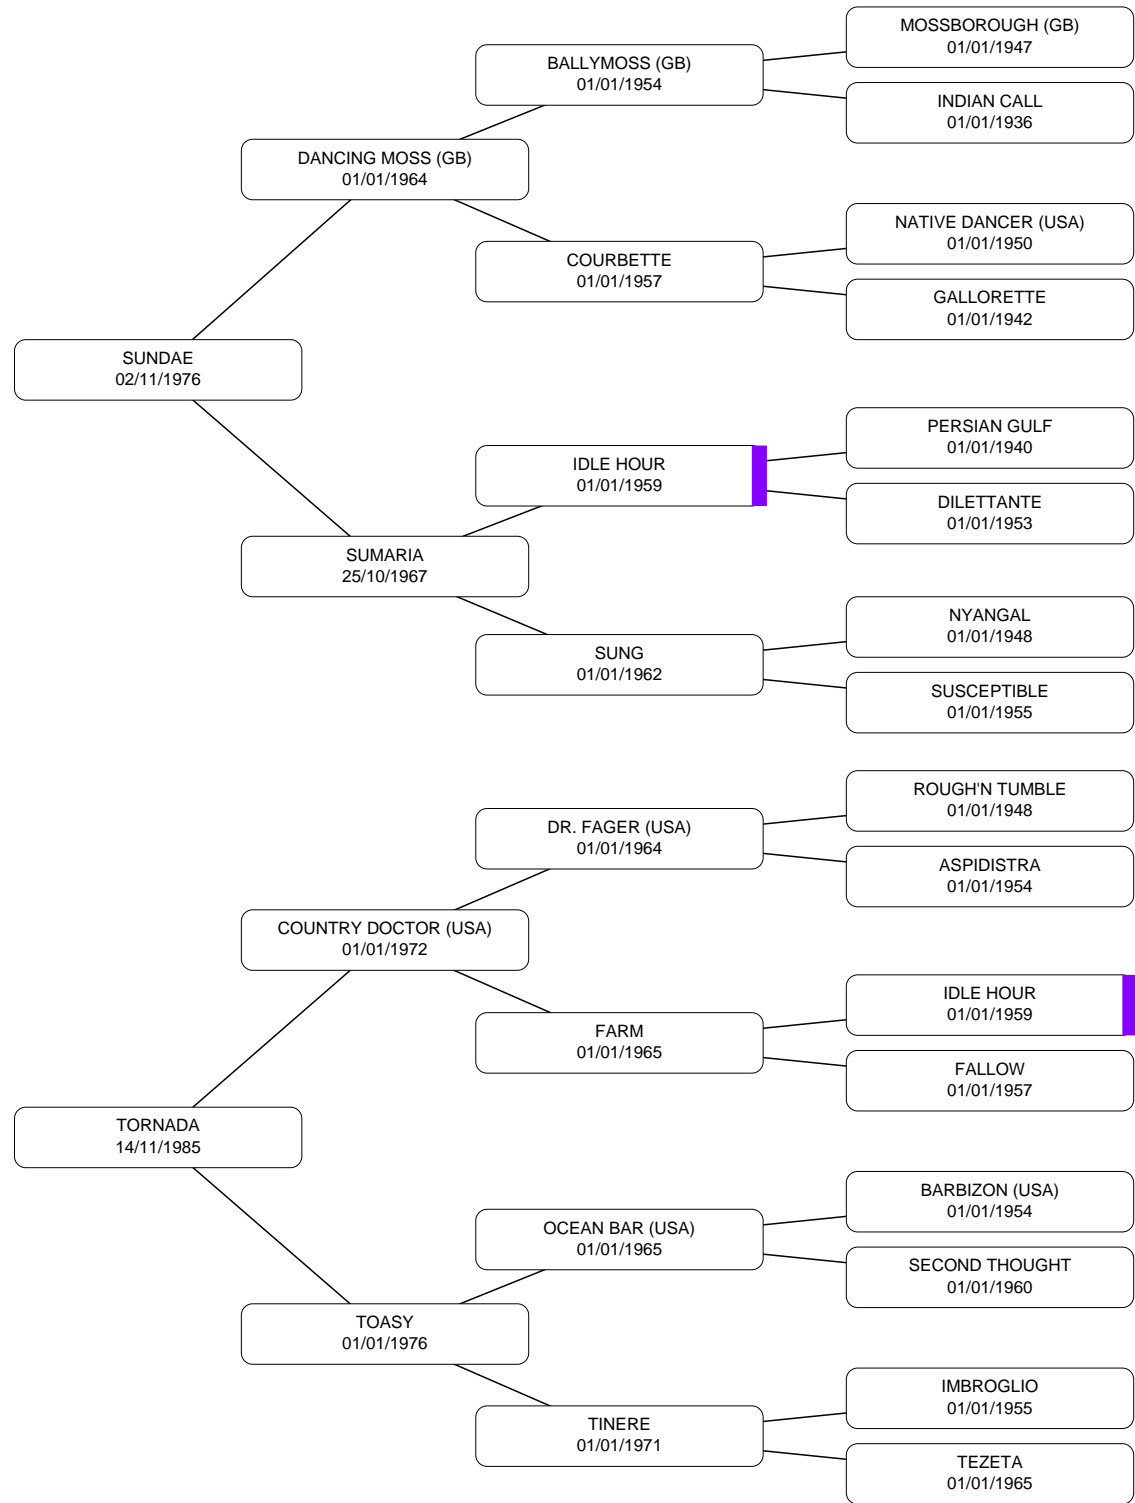 MOSSBOROUGH (GB)
01/01/1947
BALLYMOSS (GB)
01/01/1954
INDIAN CALL
01/01/1936
DANCING MOSS (GB)
01/01/1964
NATIVE DANCER (USA)
01/01/1950
COURBETTE
01/01/1957
GALLORETTE
01/01/1942
SUNDAE
02/11/1976
PERSIAN GULF
01/01/1940
IDLE HOUR
01/01/1959
DILETTANTE
01/01/1953
SUMARIA
25/10/1967
NYANGAL
01/01/1948
SUNG
01/01/1962
SUSCEPTIBLE
01/01/1955
ROUGH'N TUMBLE
01/01/1948
DR. FAGER (USA)
01/01/1964
ASPIDISTRA
01/01/1954
COUNTRY DOCTOR (USA)
01/01/1972
IDLE HOUR
01/01/1959
FARM
01/01/1965
FALLOW
01/01/1957
TORNADA
14/11/1985
BARBIZON (USA)
01/01/1954
OCEAN BAR (USA)
01/01/1965
SECOND THOUGHT
01/01/1960
TOASY
01/01/1976
IMBROGLIO
01/01/1955
TINERE
01/01/1971
TEZETA
01/01/1965